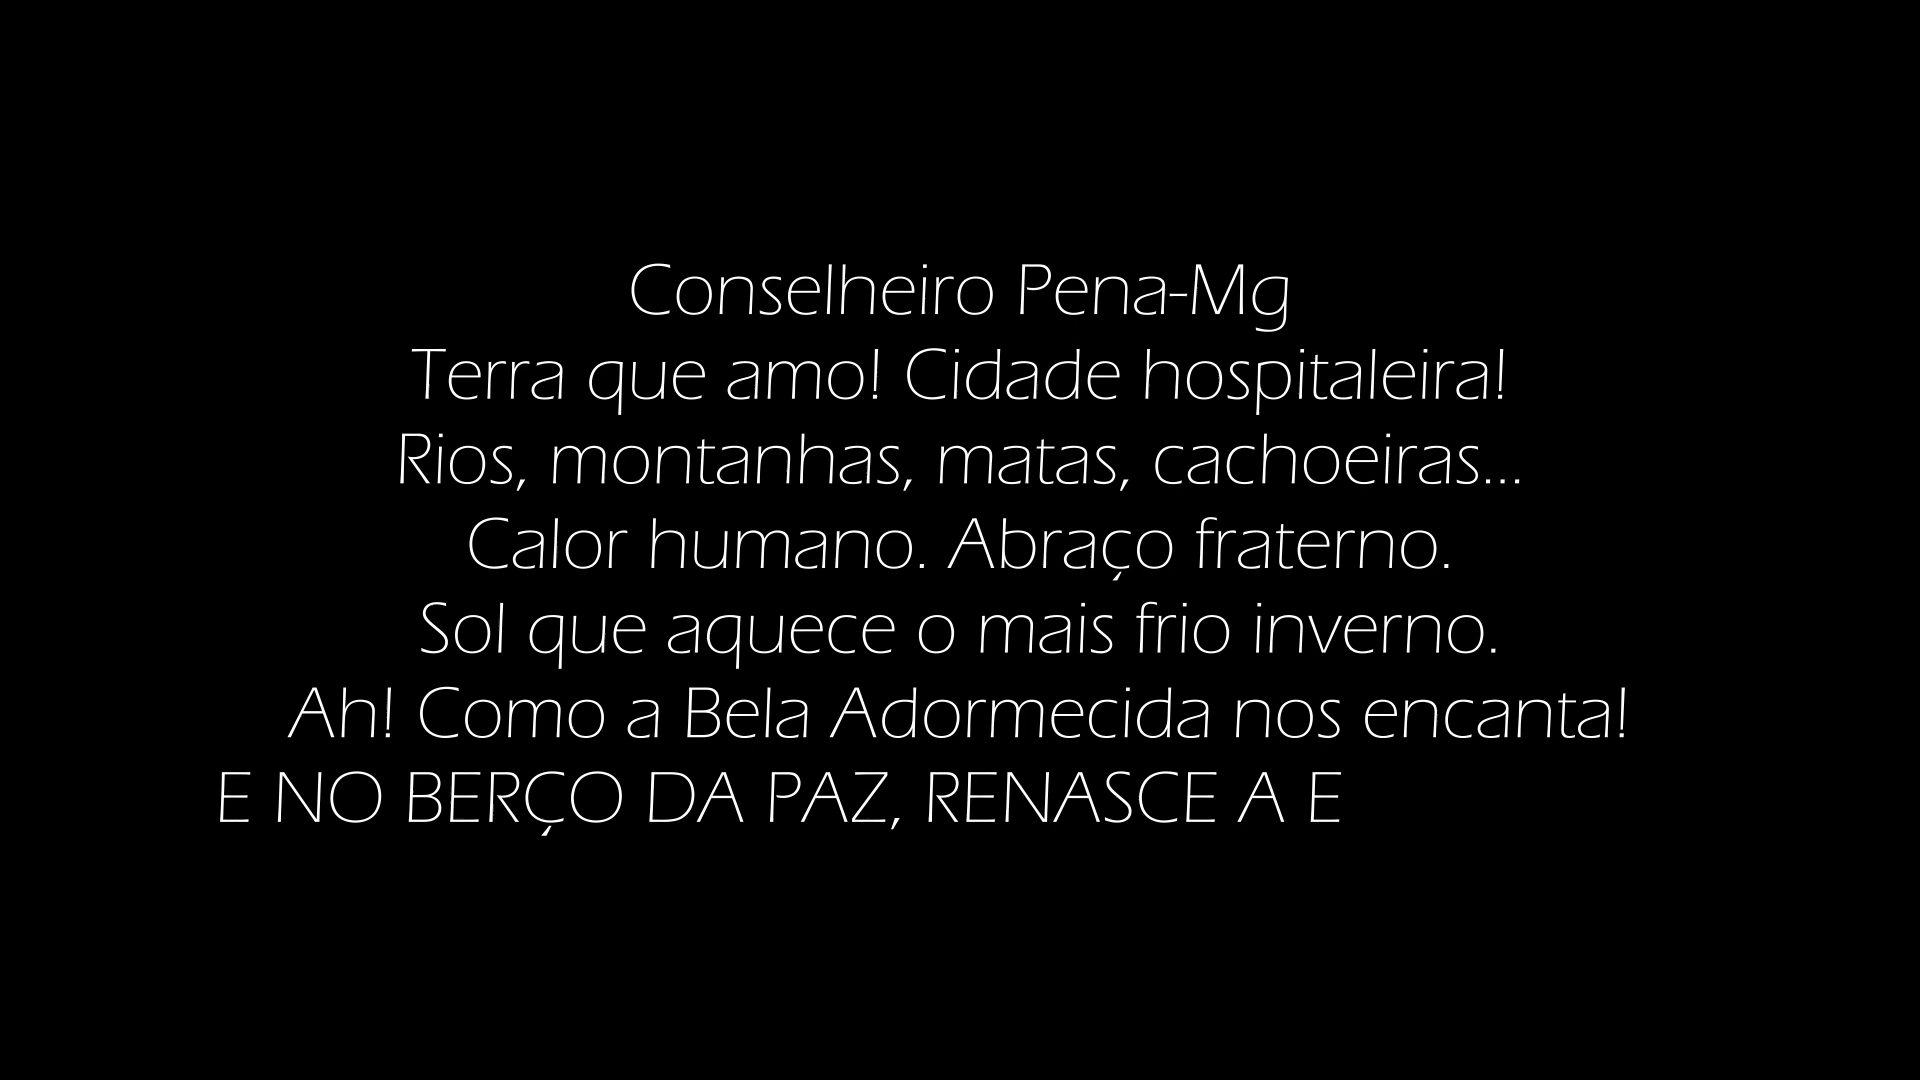 Conselheiro Pena-Mg
Terra que amo! Cidade hospitaleira!
Rios, montanhas, matas, cachoeiras...
Calor humano. Abraço fraterno.
Sol que aquece o mais frio inverno.
Ah! Como a Bela Adormecida nos encanta!
E NO BERÇO DA PAZ, RENASCE A E